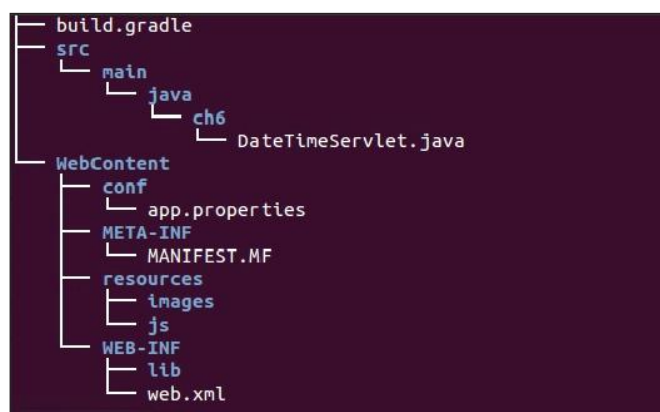 build.gradle
src
main
java
ch6
DateTimeServlet.java
WebContent
conf
app.properties
META-INF
MANIFEST.MF
resources
images
js
WEB-INF
lib
web.xml